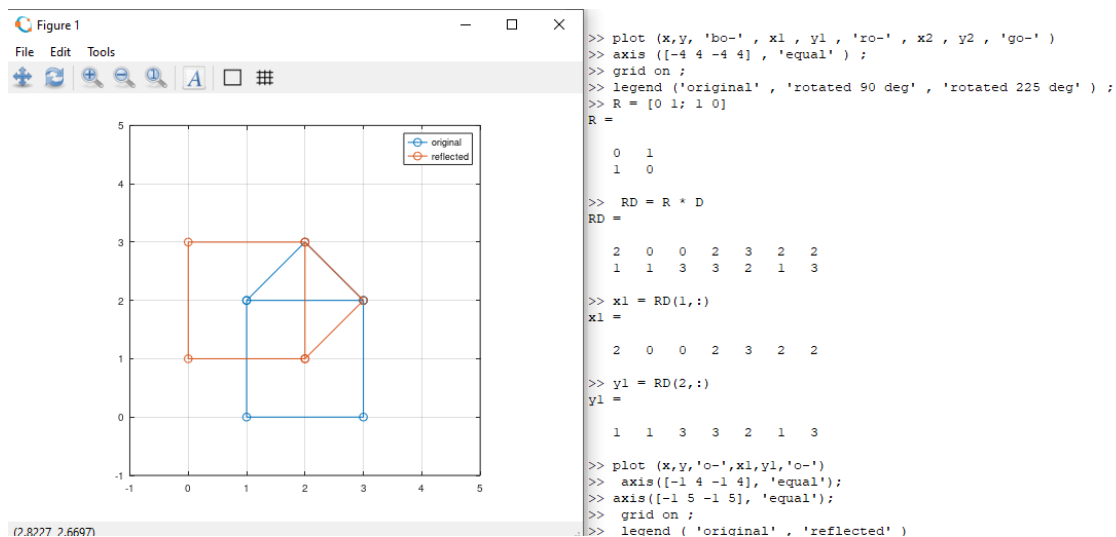 Figure 1
File Edit Tools
A
original
reflected
5
4
3
2
1
0
-1
-1 0 1 2 3 4 5
(2.8227, 2.6697)
>> plot (x,y, 'bo-' , x1 , y1 , 'ro-' , x2 , y2 , 'go-' )
>> axis ([-4 4 -4 4] , 'equal' ) ;
>> grid on ;
>> legend ('original' , 'rotated 90 deg' , 'rotated 225 deg' ) ;
>> R = [0 1; 1 0]
R =
0 1
1 0
>> RD = R * D
RD =
2 0 0 2 3 2 2
1 1 3 3 2 1 3
>> x1 = RD(1,:)
x1 =
2 0 0 2 3 2 2
>> y1 = RD(2,:)
y1 =
1 1 3 3 2 1 3
>> plot (x,y,'o-',x1,y1,'o-')
>> axis([-1 4 -1 4], 'equal');
>> axis([-1 5 -1 5], 'equal');
>> grid on ;
>> legend ( 'original' , 'reflected' )